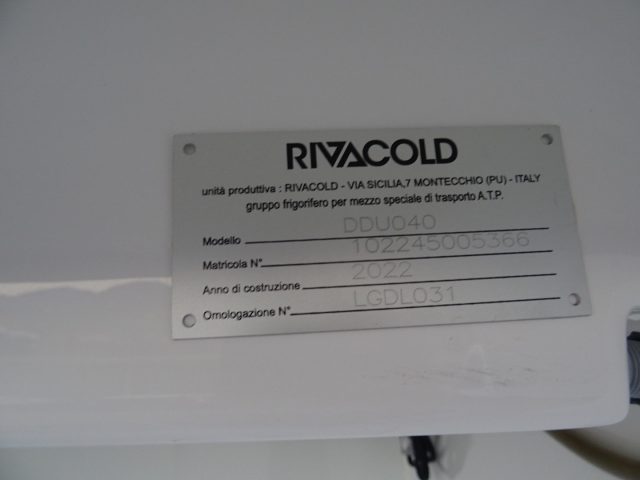 RIVACOLD
unità produttiva : RIVACOLD - VIA SICILIA,7 MONTECCHIO (PU) - ITALY
gruppo frigorifero per mezzo speciale di trasporto A.T.P.
Modello DDU040
Matricola N° 102245005366
Anno di costruzione 2022
Omologazione N° LGDL031